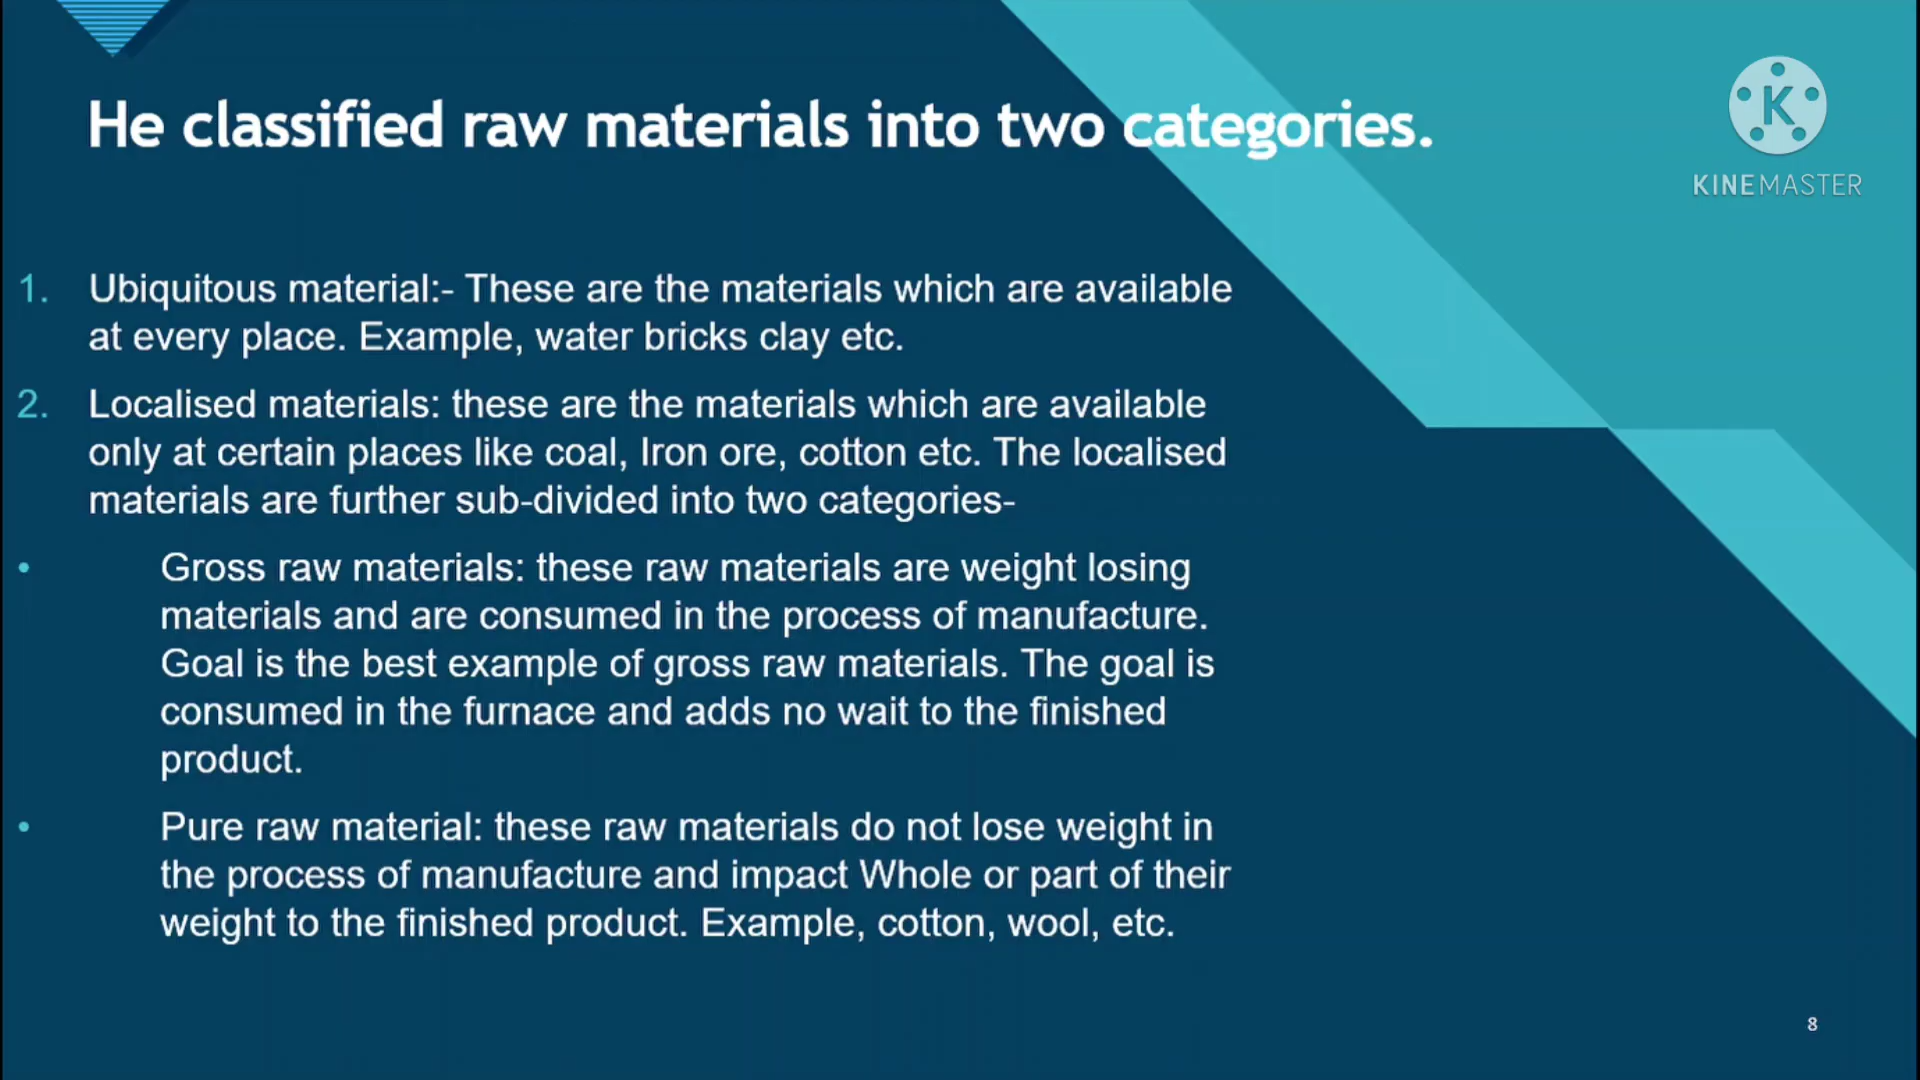 He classified raw materials into two categories.
K
KINEMASTER
1. Ubiquitous material:- These are the materials which are available
at every place. Example, water bricks clay etc.
2. Localised materials: these are the materials which are available
only at certain places like coal, Iron ore, cotton etc. The localised
materials are further sub-divided into two categories-
• Gross raw materials: these raw materials are weight losing
materials and are consumed in the process of manufacture.
Goal is the best example of gross raw materials. The goal is
consumed in the furnace and adds no wait to the finished
product.
• Pure raw material: these raw materials do not lose weight in
the process of manufacture and impact Whole or part of their
weight to the finished product. Example, cotton, wool, etc.
8